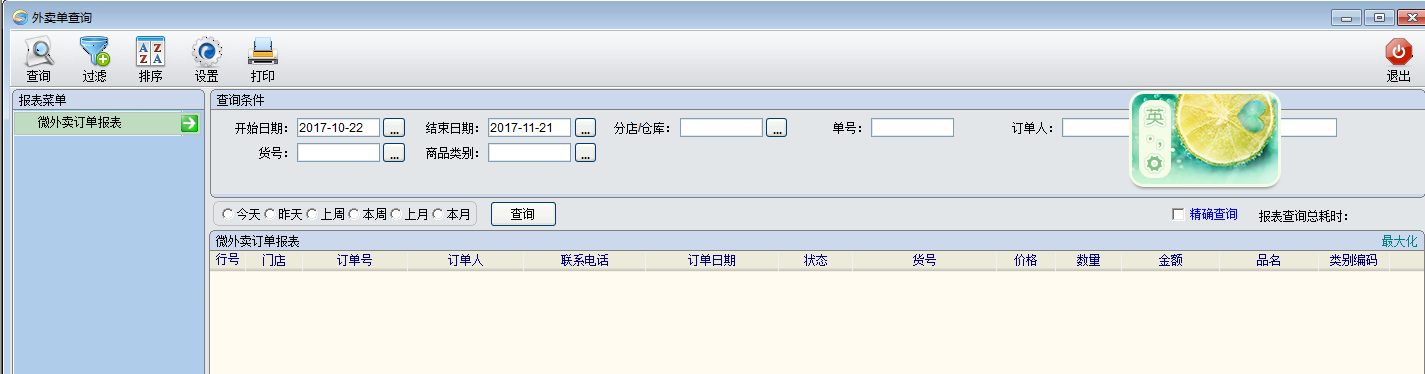 外卖单查询
查询 过滤 排序 设置 打印 退出
报表菜单
微外卖订单报表
查询条件
开始日期： 2017-10-22 ... 结束日期： 2017-11-21 ... 分店/仓库： ... 单号： 订单人：
货号： ... 商品类别： ...
英
今天 昨天 上周 本周 上月 本月 查询 精确查询 报表查询总耗时：
微外卖订单报表 最大化
行号 门店 订单号 订单人 联系电话 订单日期 状态 货号 价格 数量 金额 品名 类别编码